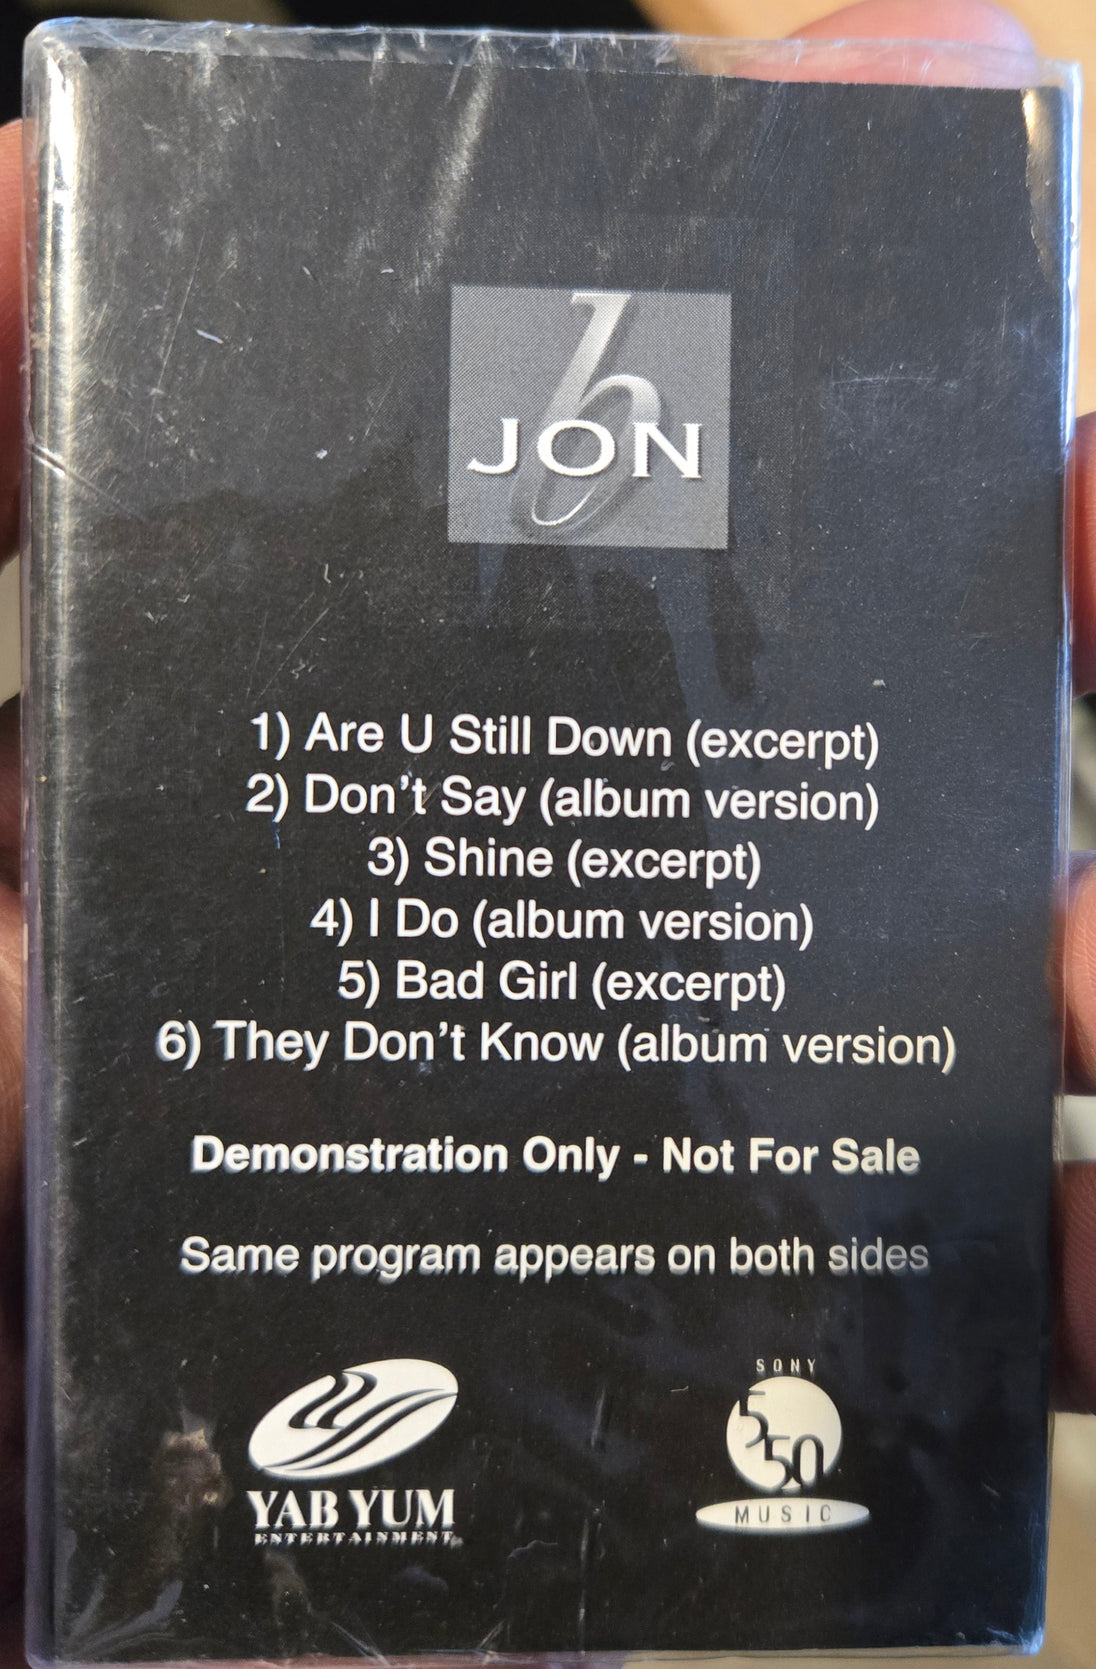 b
JON
1) Are U Still Down (excerpt)
2) Don't Say (album version)
3) Shine (excerpt)
4) I Do (album version)
5) Bad Girl (excerpt)
6) They Don't Know (album version)
Demonstration Only - Not For Sale
Same program appears on both sides
YAB YUM
ENTERTAINMENT
SONY
550
MUSIC